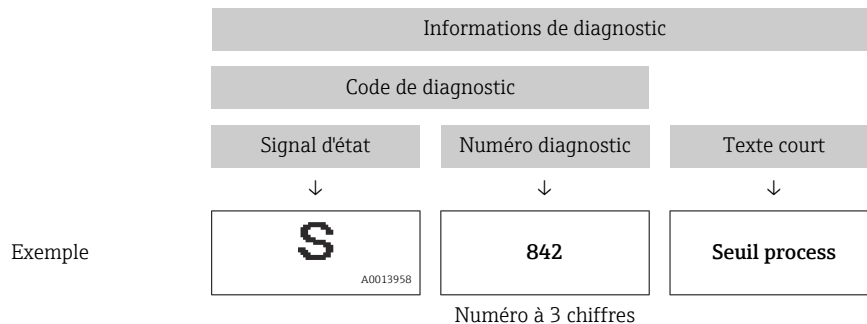 Informations de diagnostic
Code de diagnostic
Signal d'état Numéro diagnostic Texte court
↓ ↓ ↓
Exemple S 842 Seuil process
A0013958
Numéro à 3 chiffres